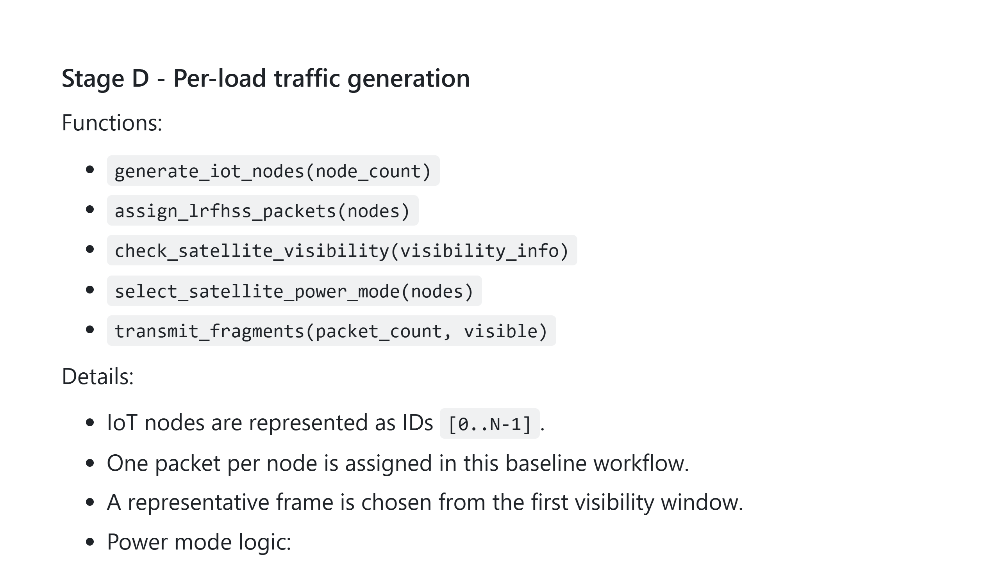 Stage D - Per-load traffic generation
Functions:
• generate_iot_nodes(node_count)
• assign_lrfhss_packets(nodes)
• check_satellite_visibility(visibility_info)
• select_satellite_power_mode(nodes)
• transmit_fragments(packet_count, visible)
Details:
• IoT nodes are represented as IDs [0..N-1].
• One packet per node is assigned in this baseline workflow.
• A representative frame is chosen from the first visibility window.
• Power mode logic: